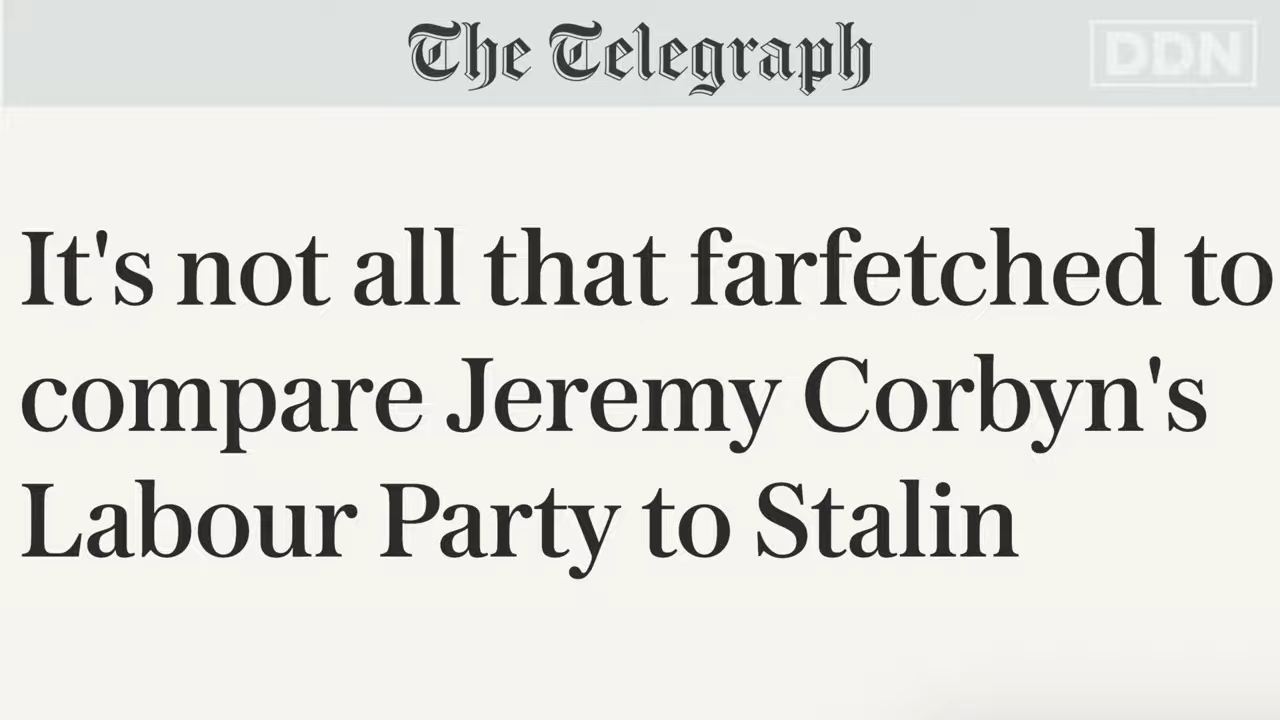 The Telegraph
DDN
It's not all that farfetched to
compare Jeremy Corbyn's
Labour Party to Stalin